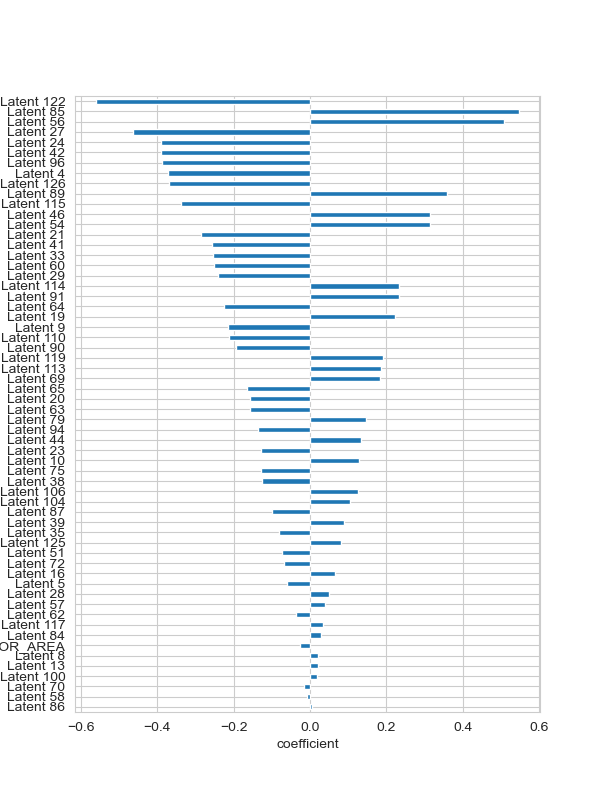 Latent 122
Latent 85
Latent 56
Latent 27
Latent 24
Latent 42
Latent 96
Latent 4
Latent 126
Latent 89
Latent 115
Latent 46
Latent 54
Latent 21
Latent 41
Latent 33
Latent 60
Latent 29
Latent 114
Latent 91
Latent 64
Latent 19
Latent 9
Latent 110
Latent 90
Latent 119
Latent 113
Latent 69
Latent 65
Latent 20
Latent 63
Latent 79
Latent 94
Latent 44
Latent 23
Latent 10
Latent 75
Latent 38
Latent 106
Latent 104
Latent 87
Latent 39
Latent 35
Latent 125
Latent 51
Latent 72
Latent 16
Latent 5
Latent 28
Latent 57
Latent 62
Latent 117
Latent 84
OR_AREA
Latent 8
Latent 13
Latent 100
Latent 70
Latent 58
Latent 86
−0.6 −0.4 −0.2 0.0 0.2 0.4 0.6
coefficient